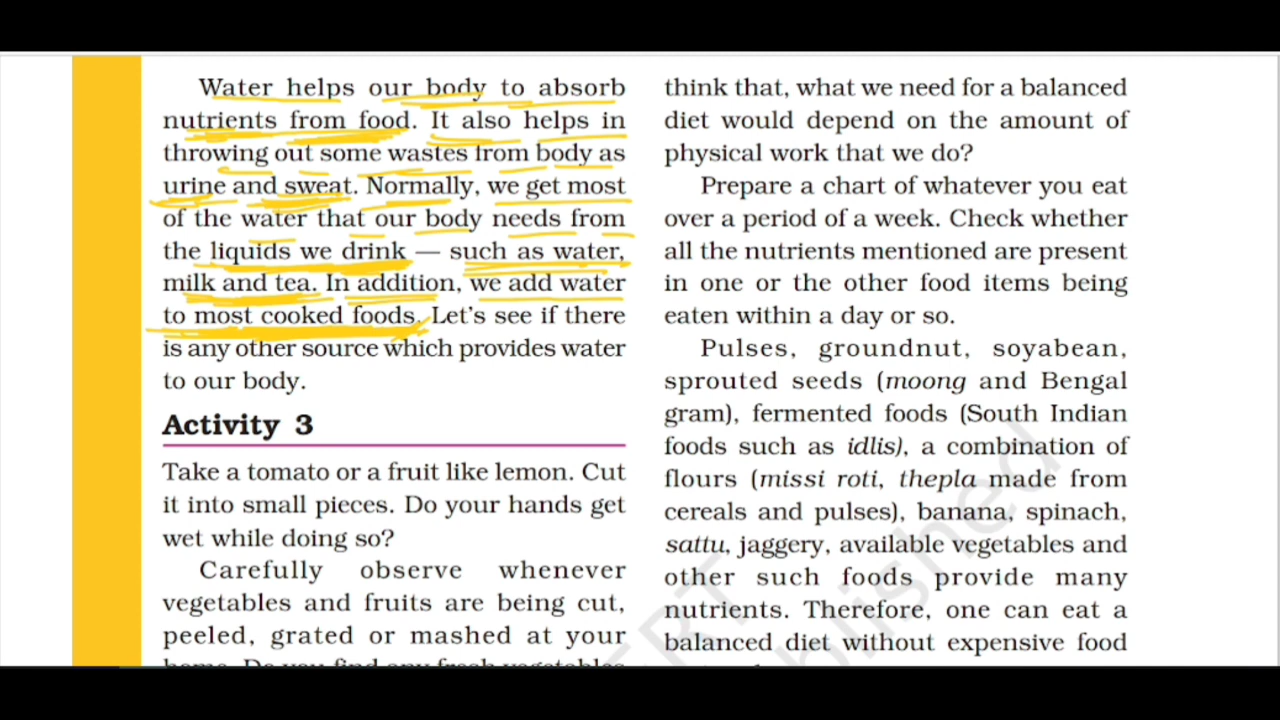 Water helps our body to absorb
nutrients from food. It also helps in
throwing out some wastes from body as
urine and sweat. Normally, we get most
of the water that our body needs from
the liquids we drink — such as water,
milk and tea. In addition, we add water
to most cooked foods. Let's see if there
is any other source which provides water
to our body.
Activity 3
Take a tomato or a fruit like lemon. Cut
it into small pieces. Do your hands get
wet while doing so?
Carefully observe whenever
vegetables and fruits are being cut,
peeled, grated or mashed at your
home. Do you find any fresh vegetables
think that, what we need for a balanced
diet would depend on the amount of
physical work that we do?
Prepare a chart of whatever you eat
over a period of a week. Check whether
all the nutrients mentioned are present
in one or the other food items being
eaten within a day or so.
Pulses, groundnut, soyabean,
sprouted seeds (moong and Bengal
gram), fermented foods (South Indian
foods such as idlis), a combination of
flours (missi roti, thepla made from
cereals and pulses), banana, spinach,
sattu, jaggery, available vegetables and
other such foods provide many
nutrients. Therefore, one can eat a
balanced diet without expensive food